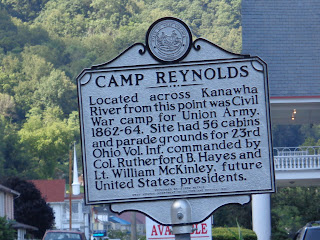 CAMP REYNOLDS
Located across Kanawha
River from this point was Civil
War camp for Union Army,
1862-64. Site had 56 cabins
and parade grounds for 23rd
Ohio Vol. Inf. commanded by
Col. Rutherford B. Hayes and
Lt. William McKinley, future
United States presidents.